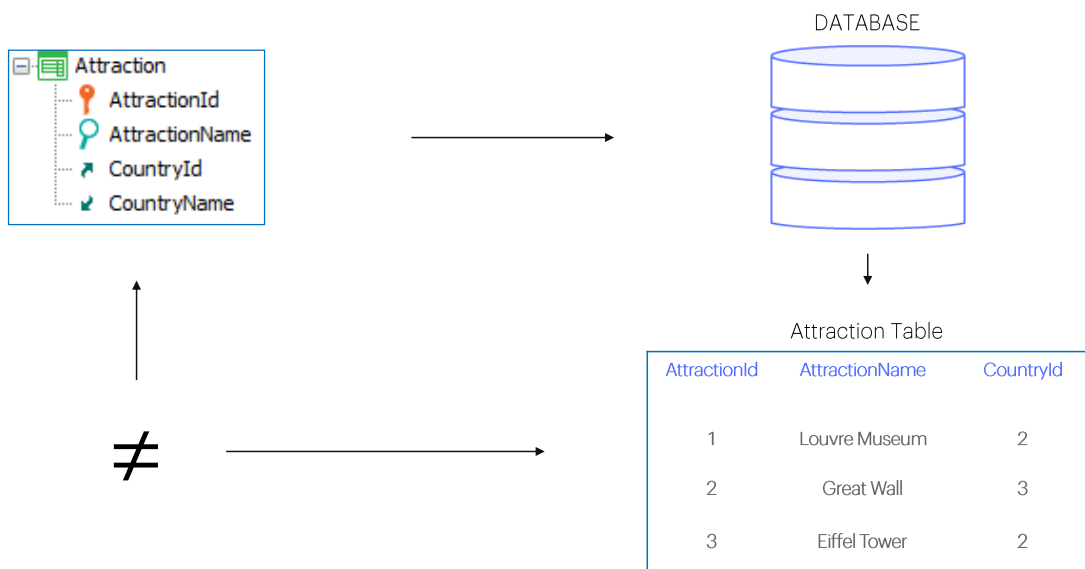 DATABASE
Attraction
AttractionId
AttractionName
CountryId
CountryName
Attraction Table
AttractionId AttractionName CountryId
1 Louvre Museum 2
≠
2 Great Wall 3
3 Eiffel Tower 2